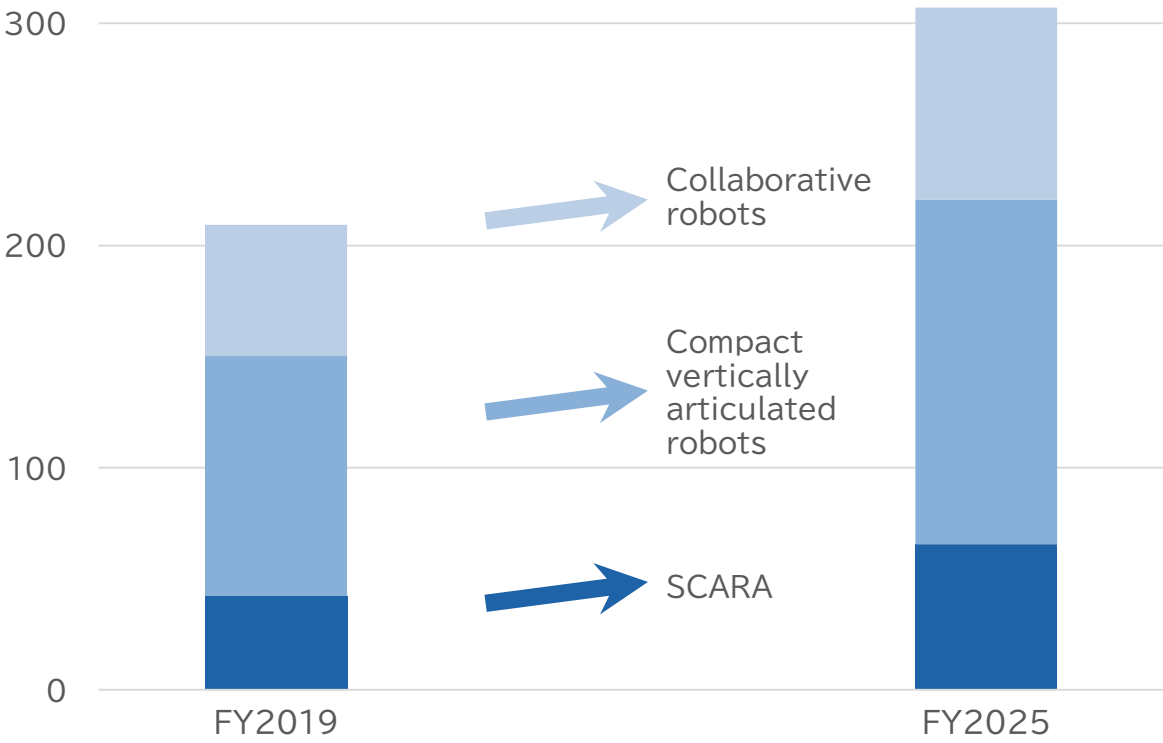 300
200
100
0
Collaborative
robots
Compact
vertically
articulated
robots
SCARA
FY2019
FY2025